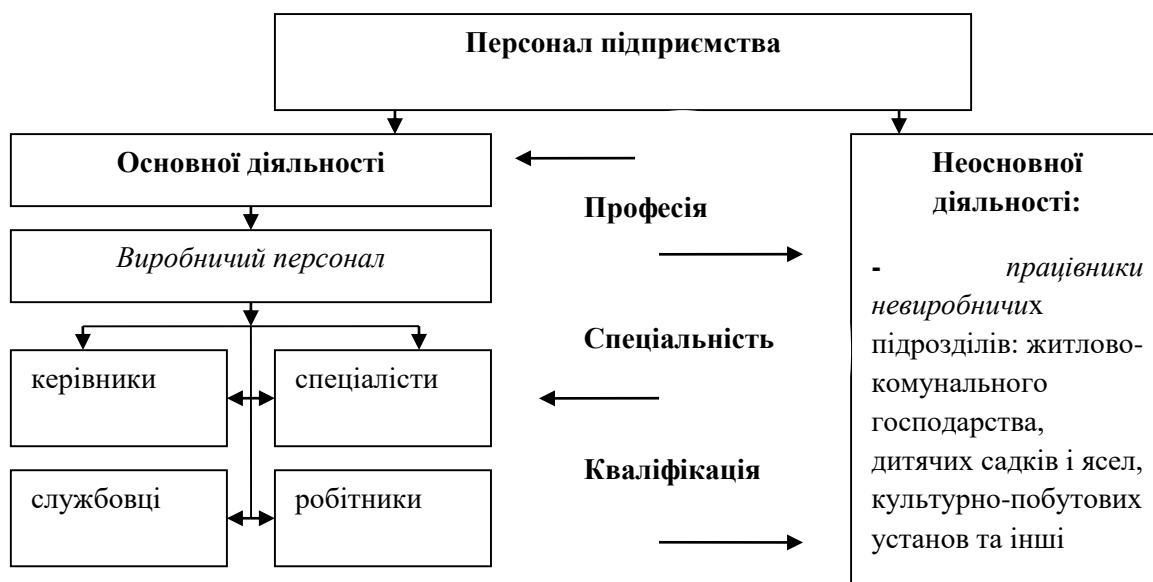 Персонал підприємства
Основної діяльності
Виробничий персонал
керівники
спеціалісти
службовці
робітники
Професія
Спеціальність
Кваліфікація
Неосновної
діяльності:
- працівники
невиробничих
підрозділів: житлово-
комунального
господарства,
дитячих садків і ясел,
культурно-побутових
установ та інші